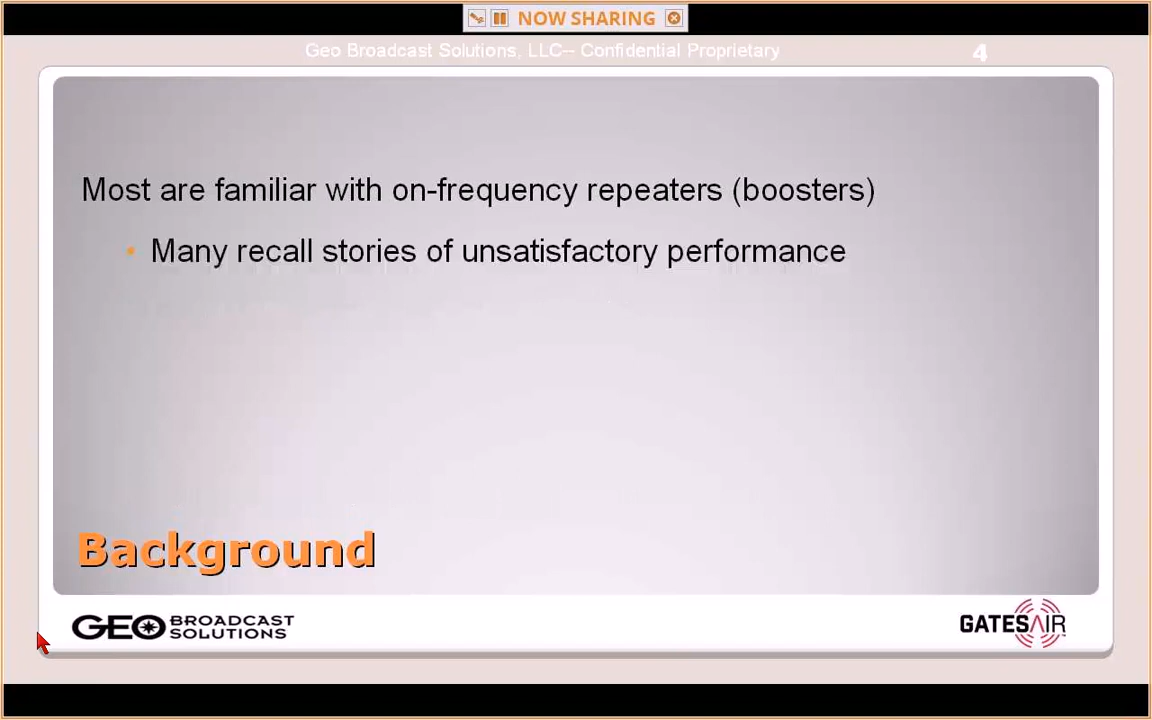 NOW SHARING
Geo Broadcast Solutions, LLC-- Confidential Proprietary
4
Most are familiar with on-frequency repeaters (boosters)
• Many recall stories of unsatisfactory performance
Background
GEO BROADCAST SOLUTIONS
GATESAIR